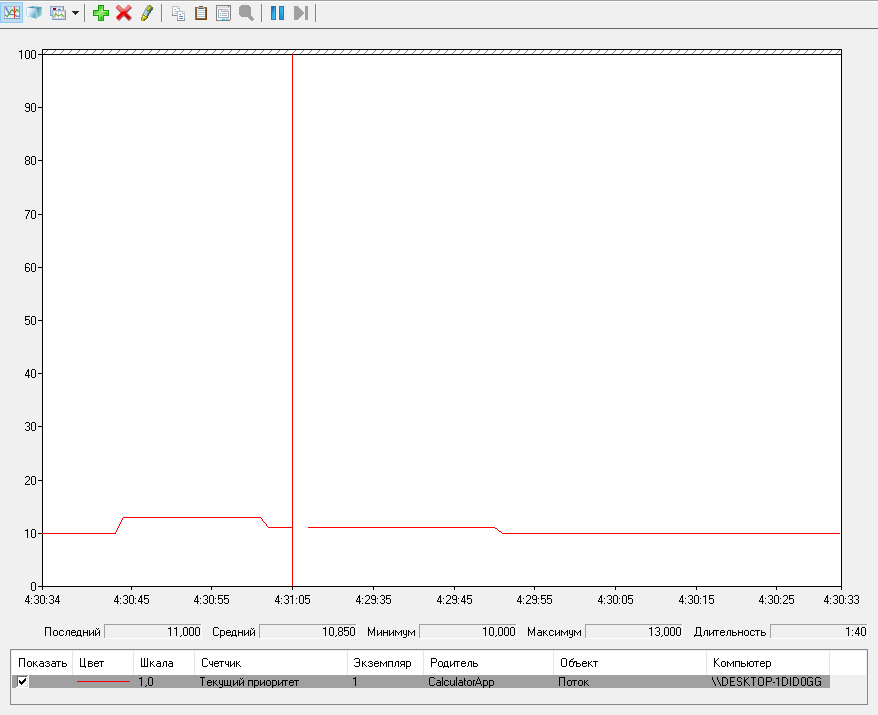 100
90
80
70
60
50
40
30
20
10
0
4:30:34 4:30:45 4:30:55 4:31:05 4:29:35 4:29:45 4:29:55 4:30:05 4:30:15 4:30:25 4:30:33
Последний 11,000 Средний 10,850 Минимум 10,000 Максимум 13,000 Длительность 1:40
Показать Цвет Шкала Счетчик Экземпляр Родитель Объект Компьютер
1,0 Текущий приоритет 1 CalculatorApp Поток \\DESKTOP-1DID0GG